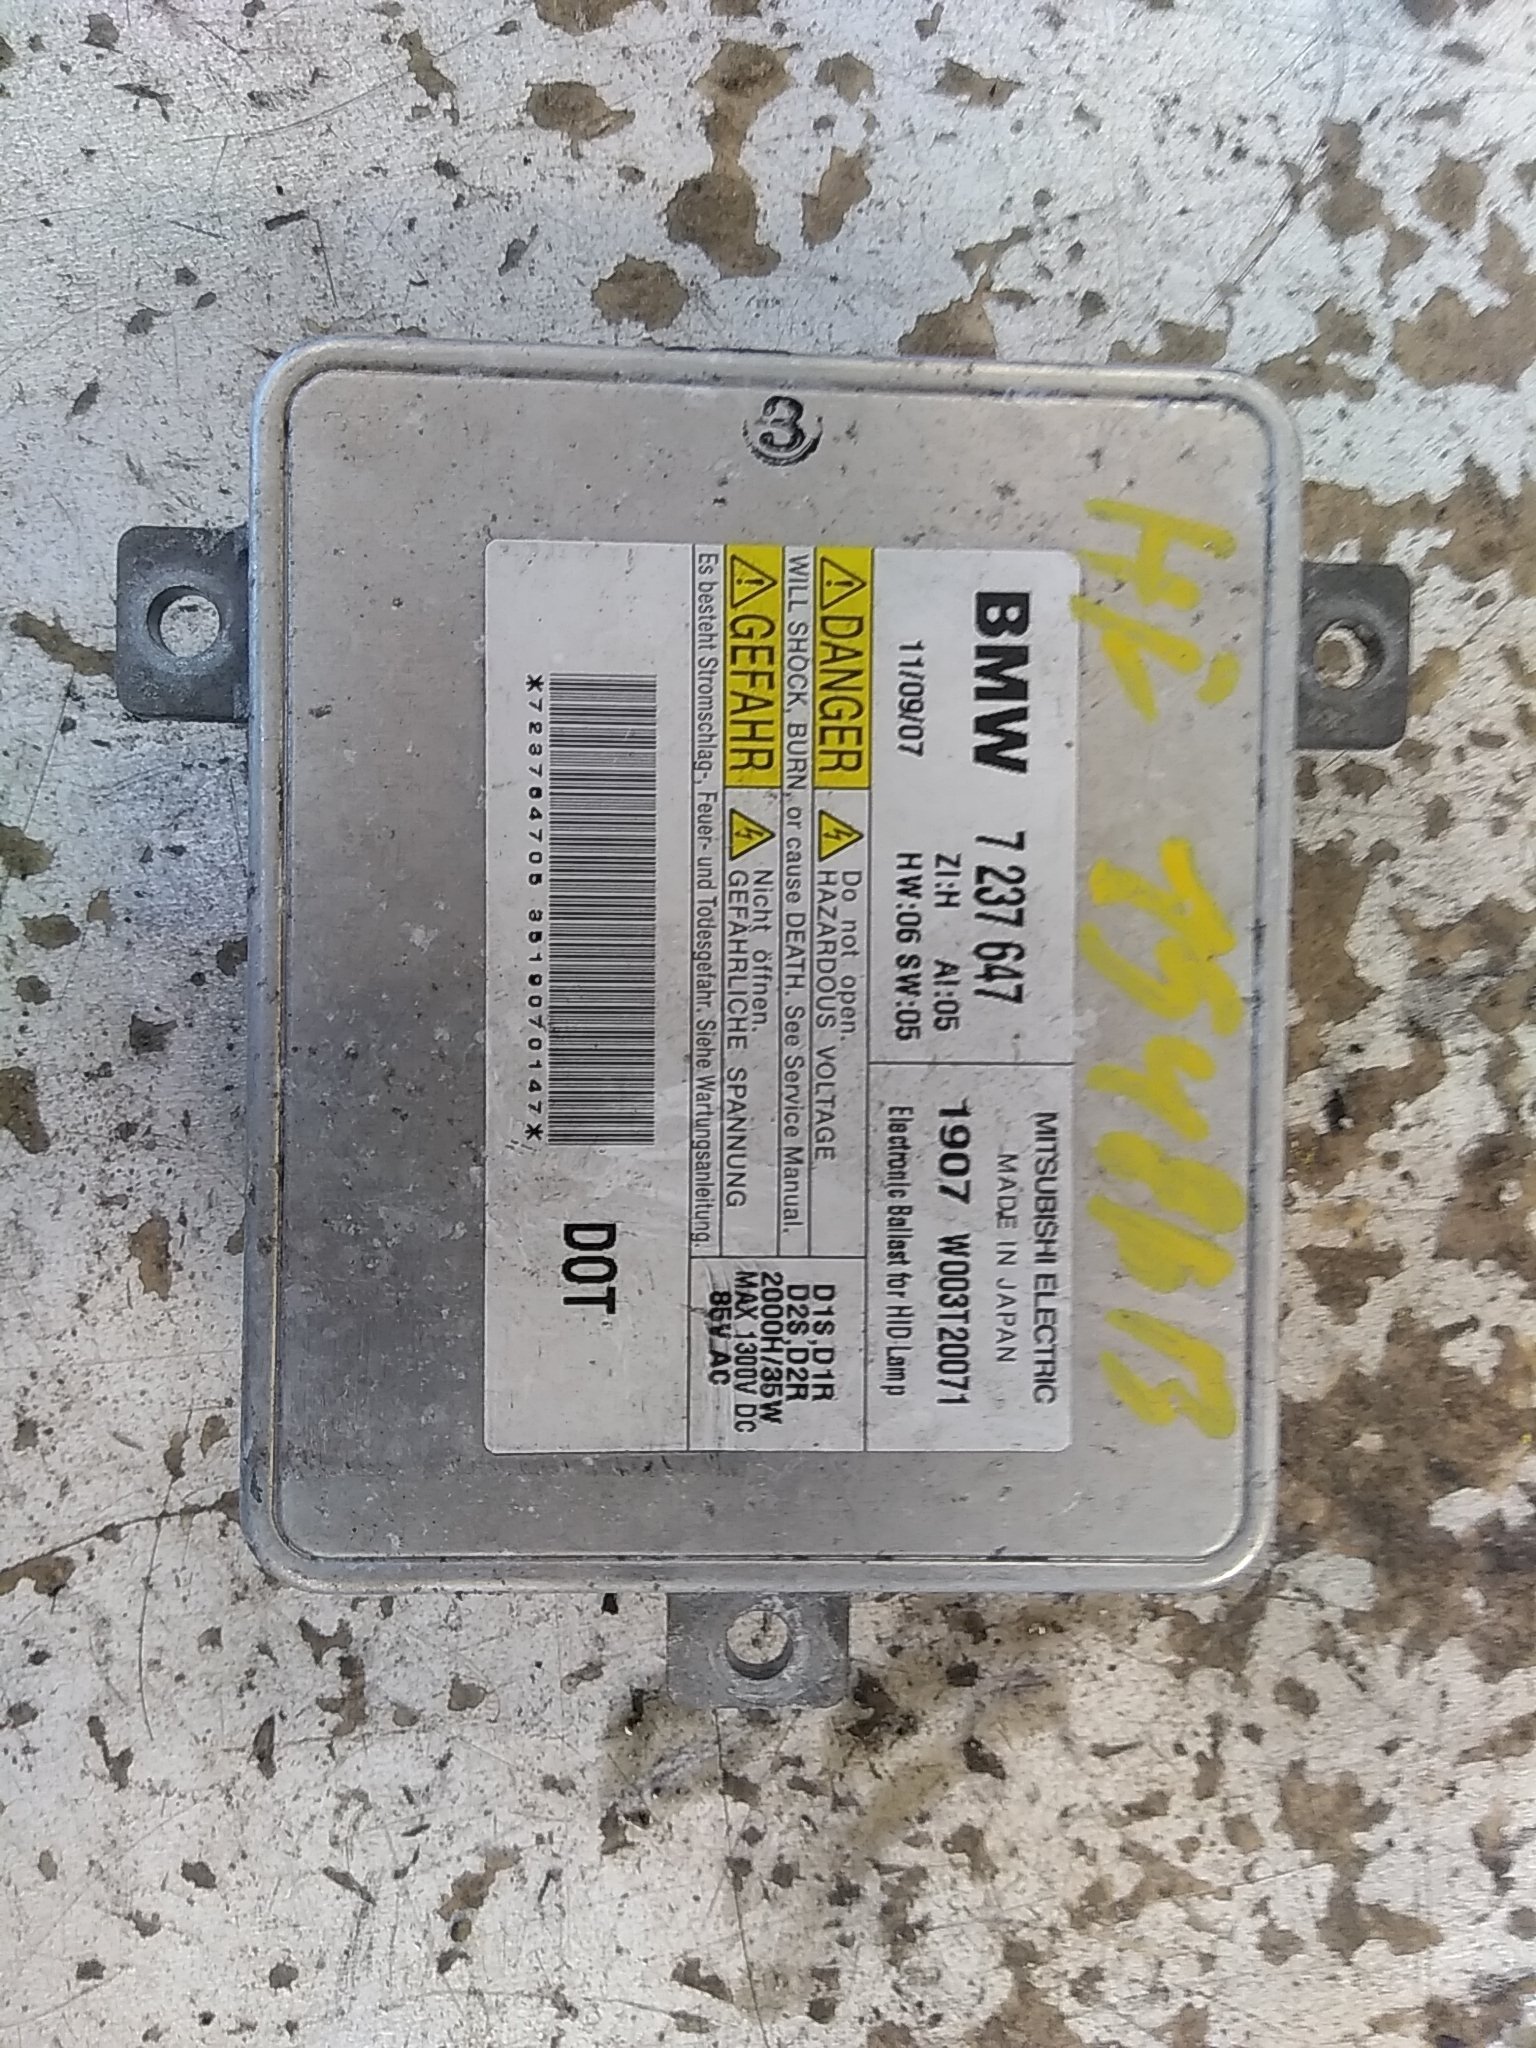 BMW 7 237 647
11/09/07
ZI:H AI:05
HW:06 SW:05
MITSUBISHI ELECTRIC
MADE IN JAPAN
1907 W003T20071
Electronic Ballast for HID Lamp
DANGER
Do not open.
HAZARDOUS VOLTAGE
WILL SHOCK, BURN, or cause DEATH. See Service Manual.
GEFAHR
Nicht öffnen.
GEFÄHRLICHE SPANNUNG
Es besteht Stromschlag-, Feuer- und Todesgefahr. Siehe Wartungsanleitung.
D1S,D1R
D2S,D2R
2000H/35W
MAX 1300V DC
85V AC
*723764705 3519070147*
DOT
3